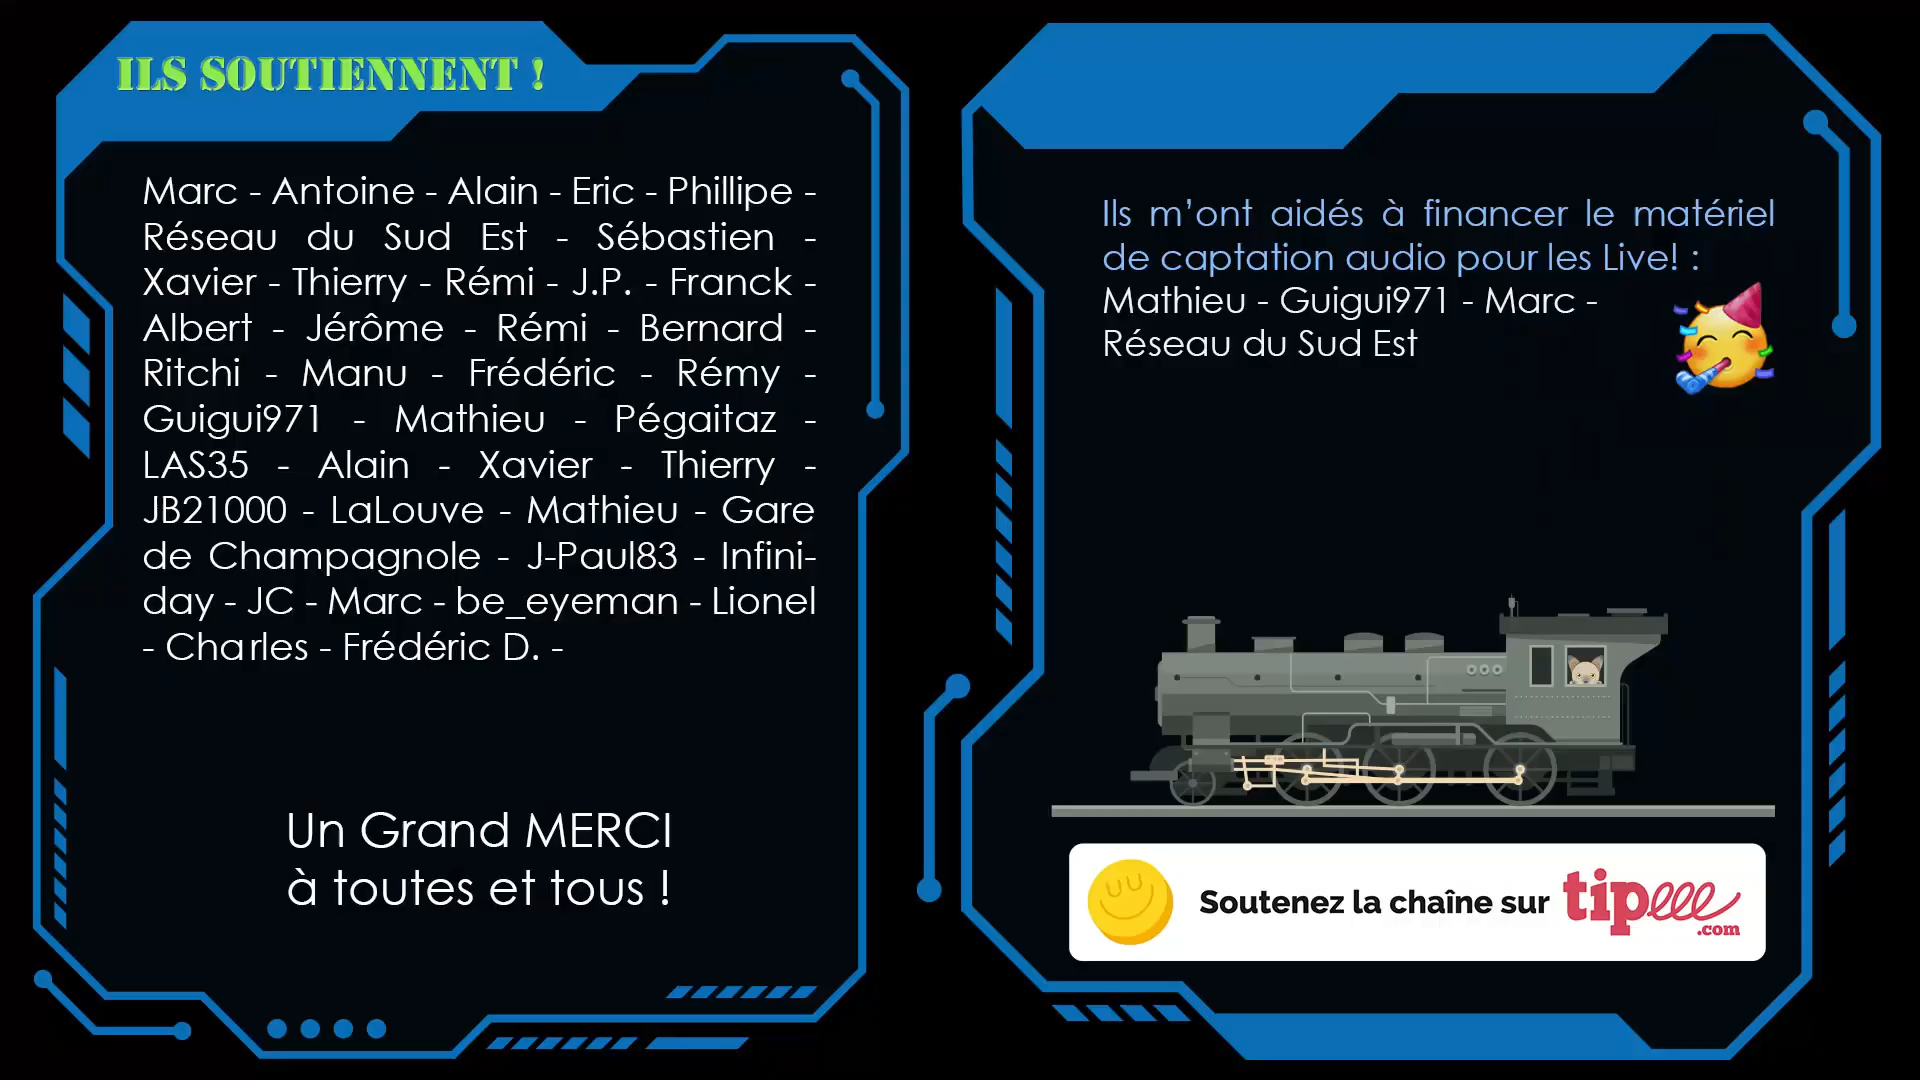 ILS SOUTIENNENT !
Marc - Antoine - Alain - Eric - Phillipe -
Réseau du Sud Est - Sébastien -
Xavier - Thierry - Rémi - J.P. - Franck -
Albert - Jérôme - Rémi - Bernard -
Ritchi - Manu - Frédéric - Rémy -
Guigui971 - Mathieu - Pégaitaz -
LAS35 - Alain - Xavier - Thierry -
JB21000 - LaLouve - Mathieu - Gare
de Champagnole - J-Paul83 - Infini-
day - JC - Marc - be_eyeman - Lionel
- Charles - Frédéric D. -
Un Grand MERCI
à toutes et tous !
Ils m’ont aidés à financer le matériel
de captation audio pour les Live! :
Mathieu - Guigui971 - Marc -
Réseau du Sud Est
Soutenez la chaîne sur tipeee
.com